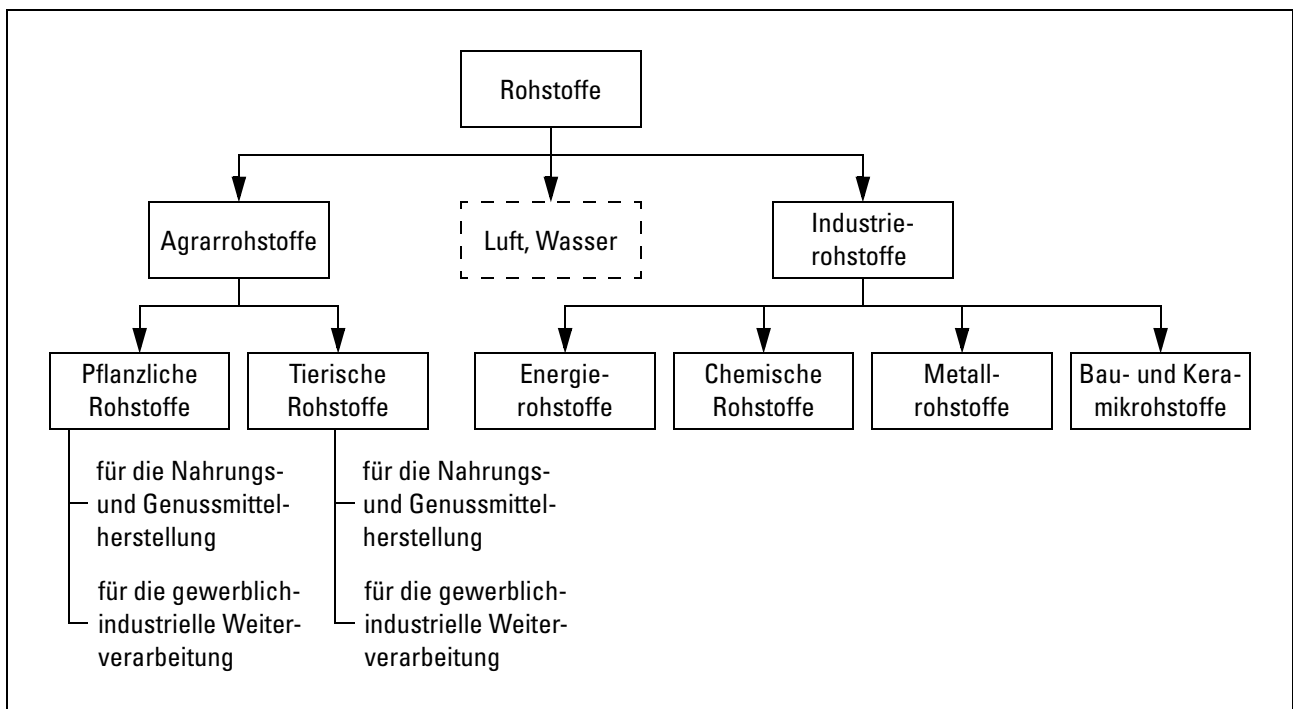 Rohstoffe
Agrarrohstoffe
Luft, Wasser
Industrie-
rohstoffe
Pflanzliche
Rohstoffe
Tierische
Rohstoffe
Energie-
rohstoffe
Chemische
Rohstoffe
Metall-
rohstoffe
Bau- und Kera-
mikrohstoffe
für die Nahrungs-
und Genussmittel-
herstellung
für die gewerblich-
industrielle Weiter-
verarbeitung
für die Nahrungs-
und Genussmittel-
herstellung
für die gewerblich-
industrielle Weiter-
verarbeitung